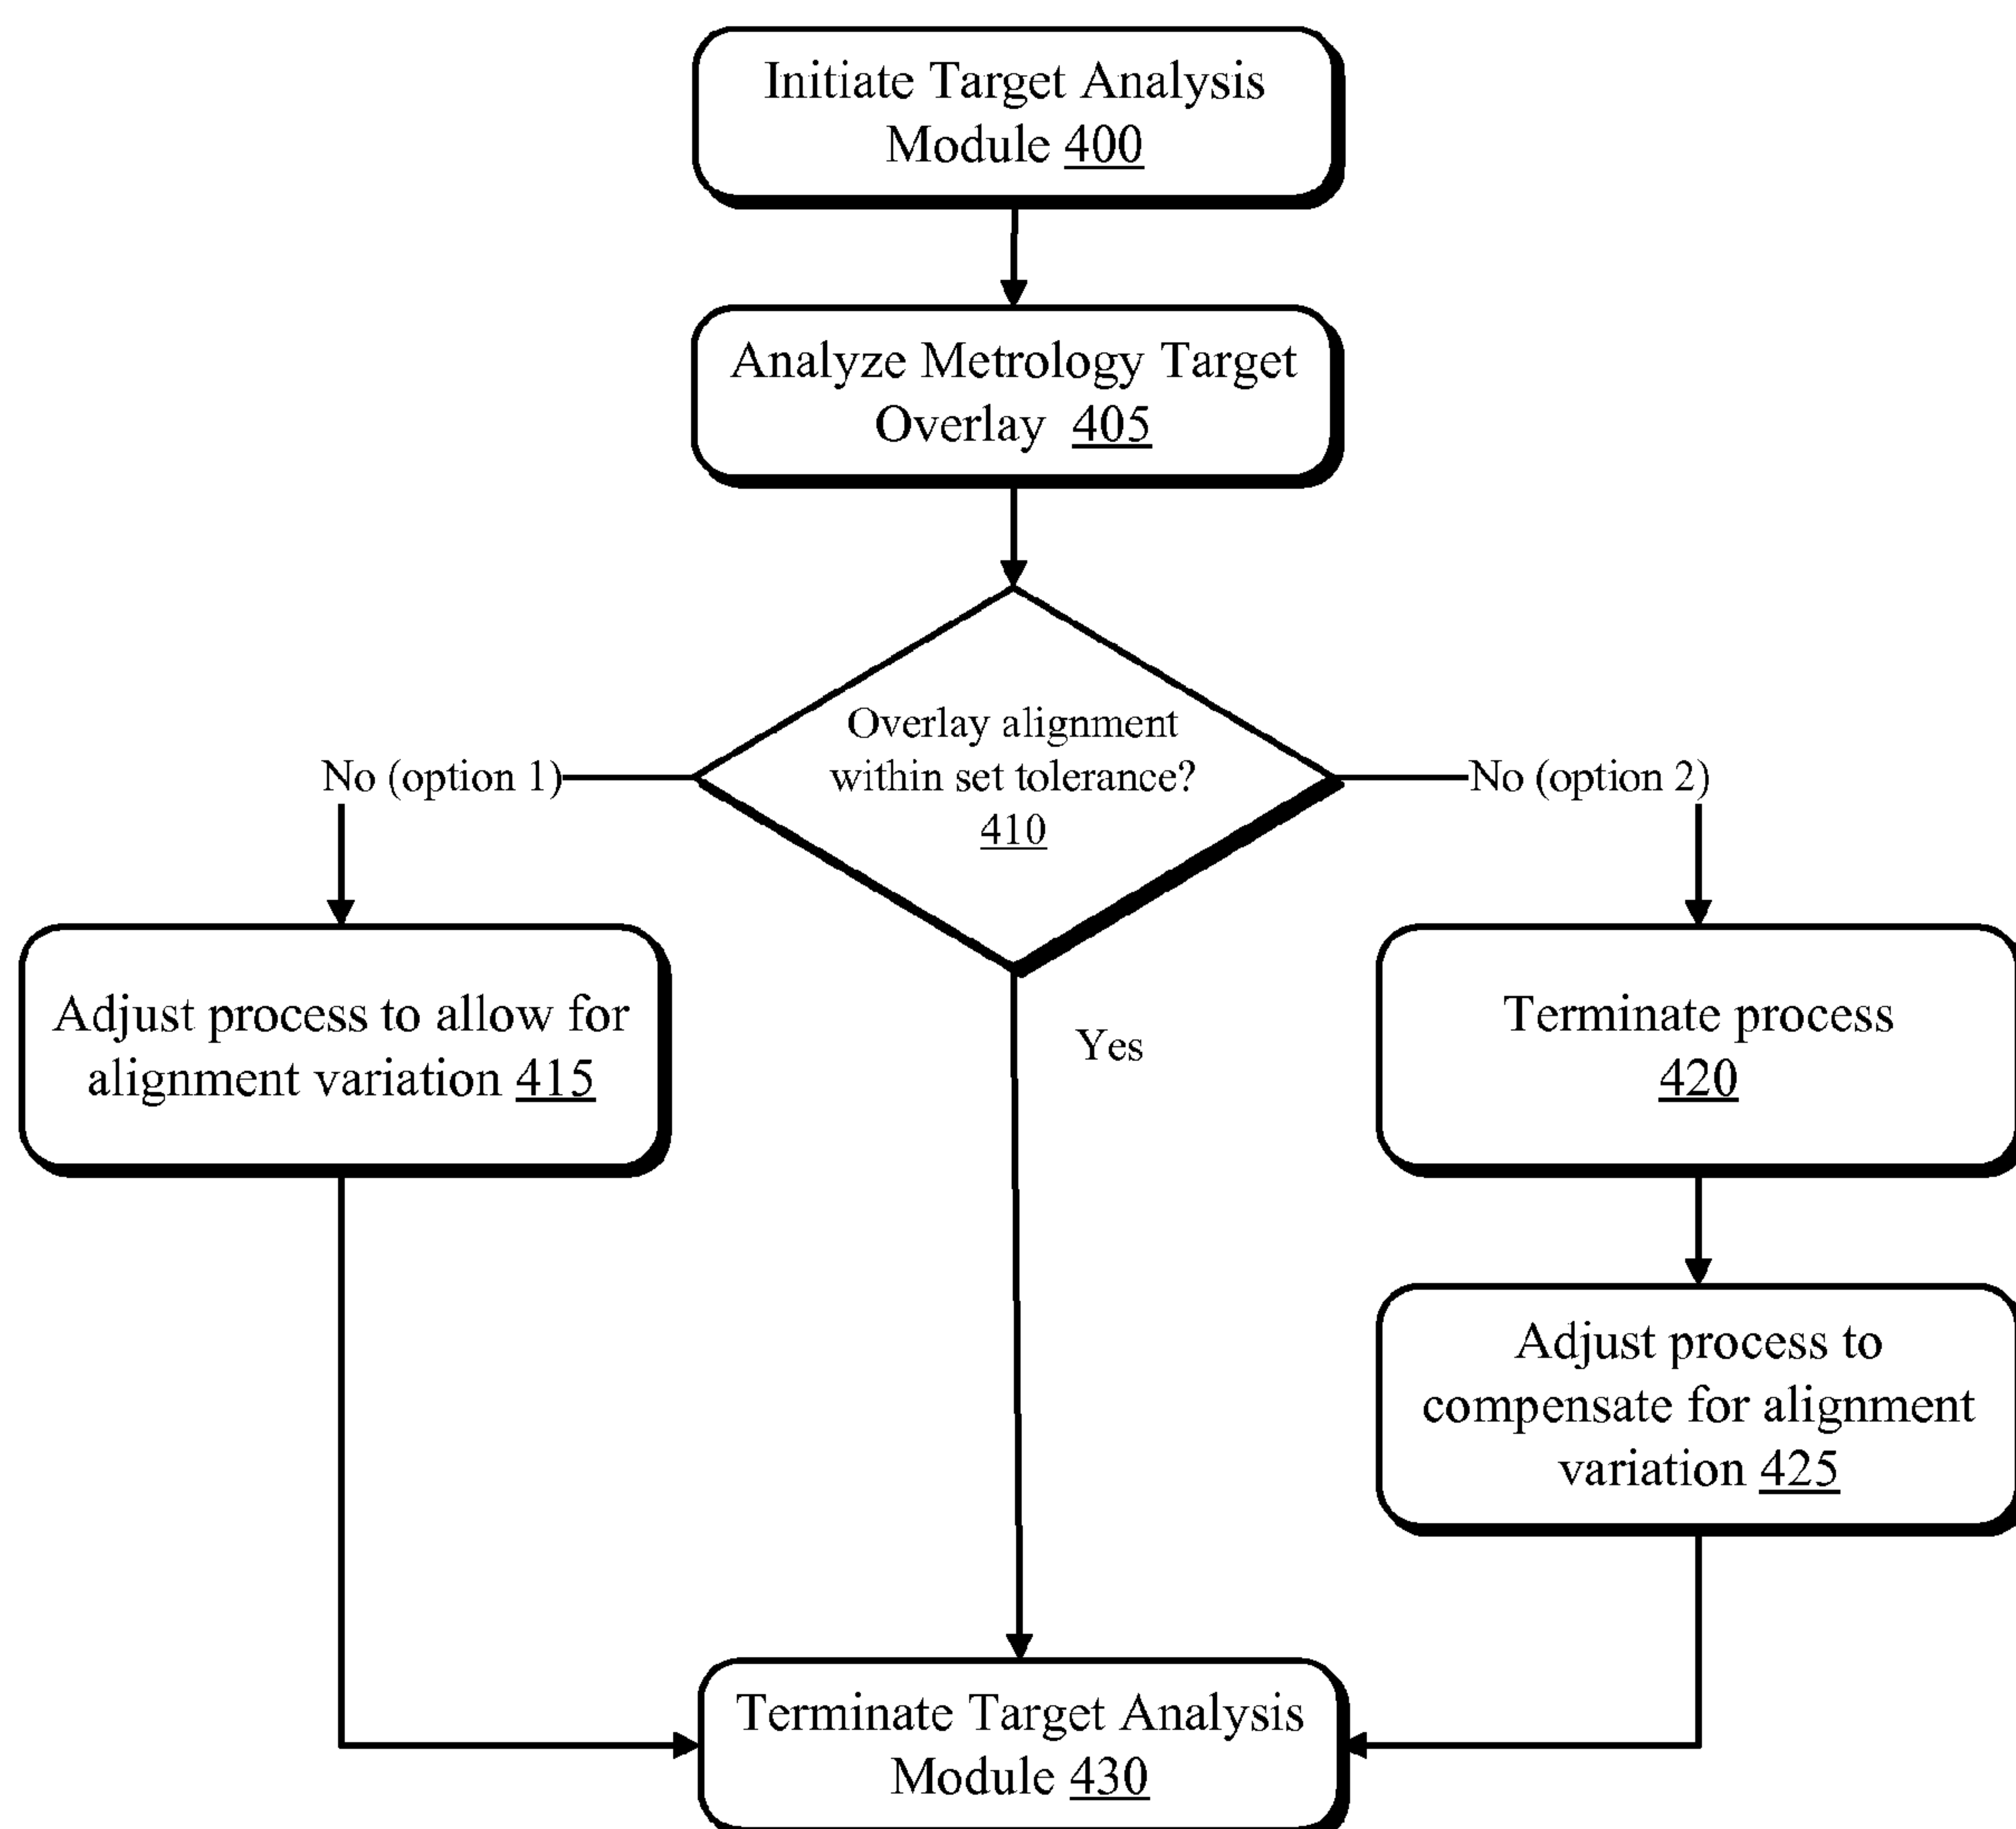 Initiate Target Analysis
Module 400
Analyze Metrology Target
Overlay 405
Overlay alignment
within set tolerance?
410
No (option 1)
No (option 2)
Adjust process to allow for
alignment variation 415
Yes
Terminate process
420
Adjust process to
compensate for alignment
variation 425
Terminate Target Analysis
Module 430